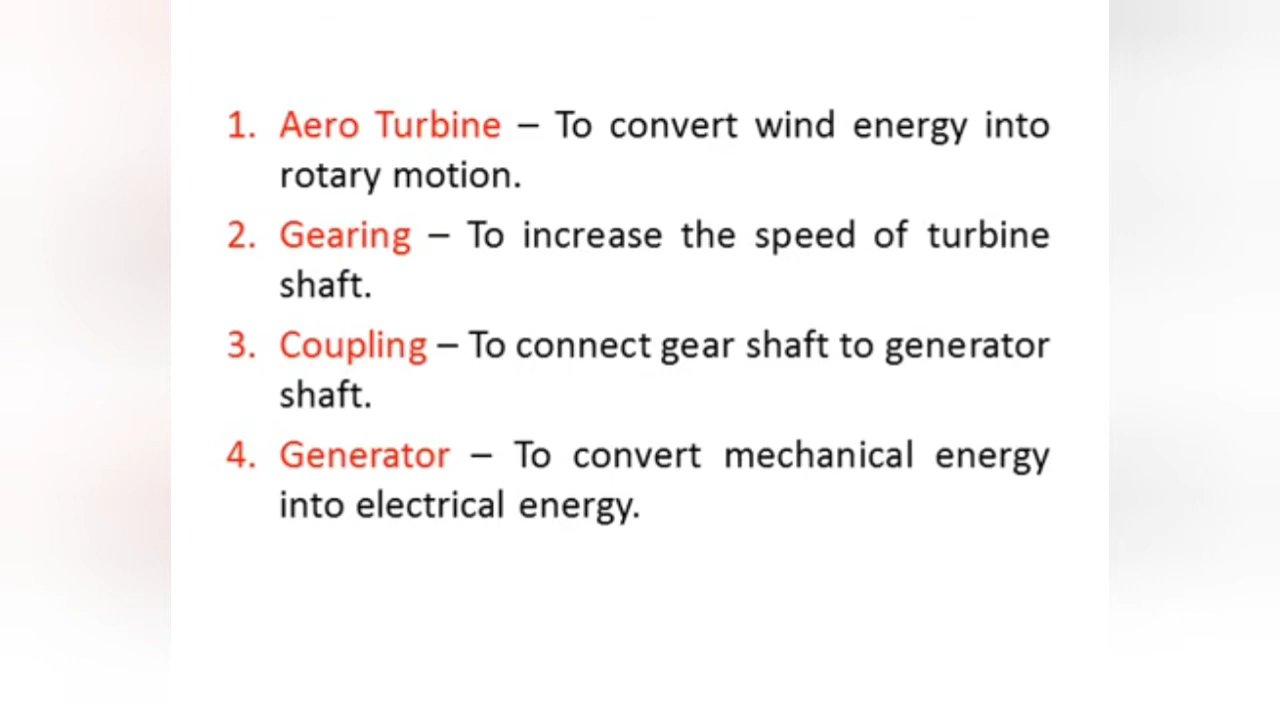 1. Aero Turbine – To convert wind energy into
rotary motion.
2. Gearing – To increase the speed of turbine
shaft.
3. Coupling – To connect gear shaft to generator
shaft.
4. Generator – To convert mechanical energy
into electrical energy.